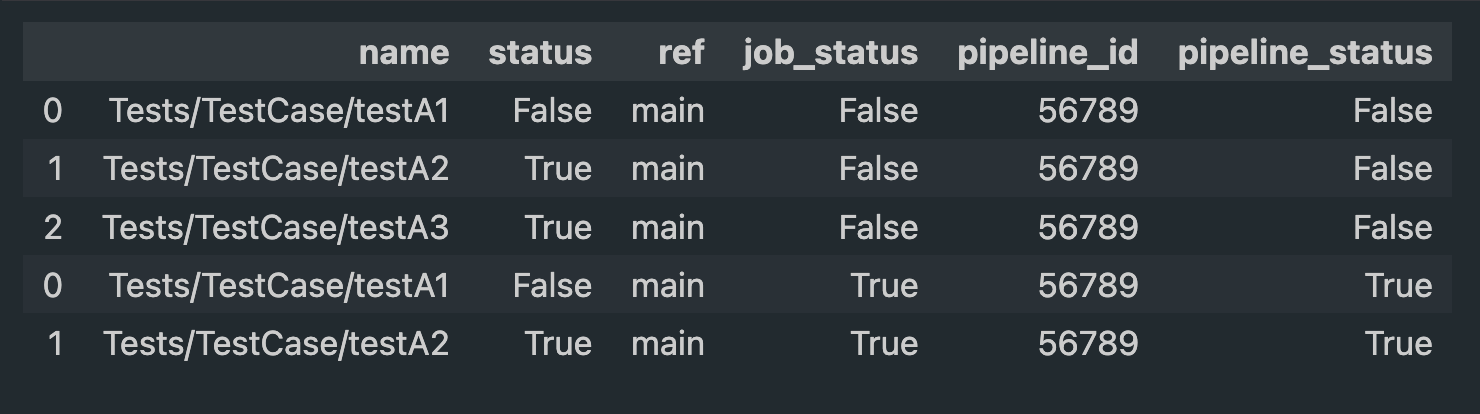 name status ref job_status pipeline_id pipeline_status
0 Tests/TestCase/testA1 False main False 56789 False
1 Tests/TestCase/testA2 True main False 56789 False
2 Tests/TestCase/testA3 True main False 56789 False
0 Tests/TestCase/testA1 False main True 56789 True
1 Tests/TestCase/testA2 True main True 56789 True